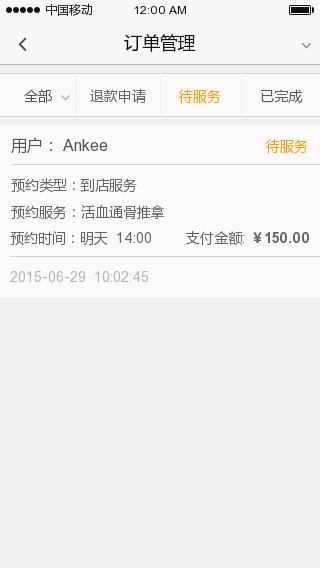 中国移动 12:00 AM
订单管理
全部 退款申请 待服务 已完成
用户： Ankee 待服务
预约类型：到店服务
预约服务：活血通骨推拿
预约时间：明天 14:00 支付金额: ¥150.00
2015-06-29 10:02:45